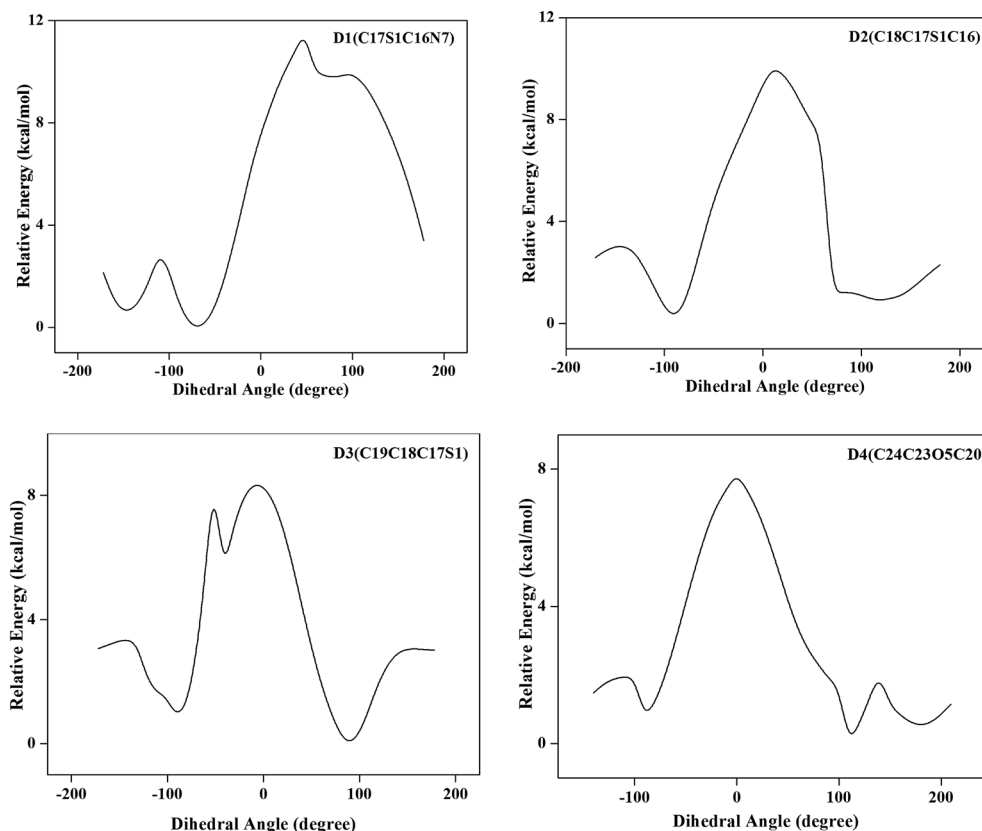 D1(C17S1C16N7)
Relative Energy (kcal/mol)
12
8
4
0
-200
-100
0
100
200
Dihedral Angle (degree)
D2(C18C17S1C16)
Relative Energy (kcal/mol)
12
8
4
0
-200
-100
0
100
200
Dihedral Angle (degree)
D3(C19C18C17S1)
Relative Energy (kcal/mol)
8
4
0
-200
-100
0
100
200
Dihedral Angle (degree)
D4(C24C23O5C20
Relative Energy (kcal/mol)
8
4
0
-100
0
100
200
Dihedral Angle (degree)